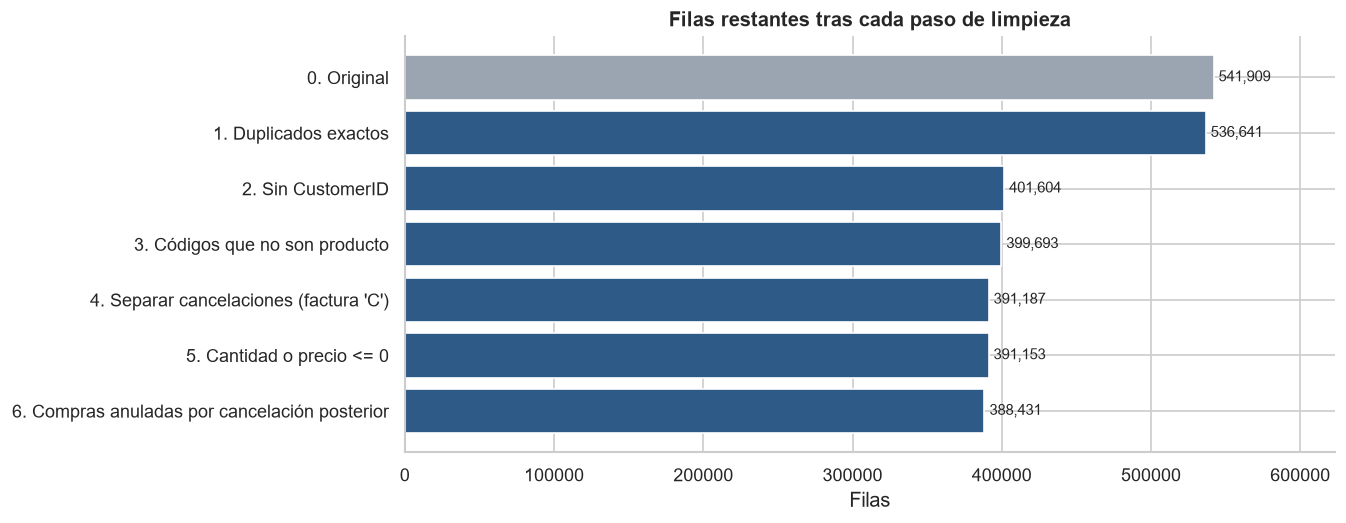 Filas restantes tras cada paso de limpieza
0. Original 541,909
1. Duplicados exactos 536,641
2. Sin CustomerID 401,604
3. Códigos que no son producto 399,693
4. Separar cancelaciones (factura 'C') 391,187
5. Cantidad o precio <= 0 391,153
6. Compras anuladas por cancelación posterior 388,431
0 100000 200000 300000 400000 500000 600000
Filas